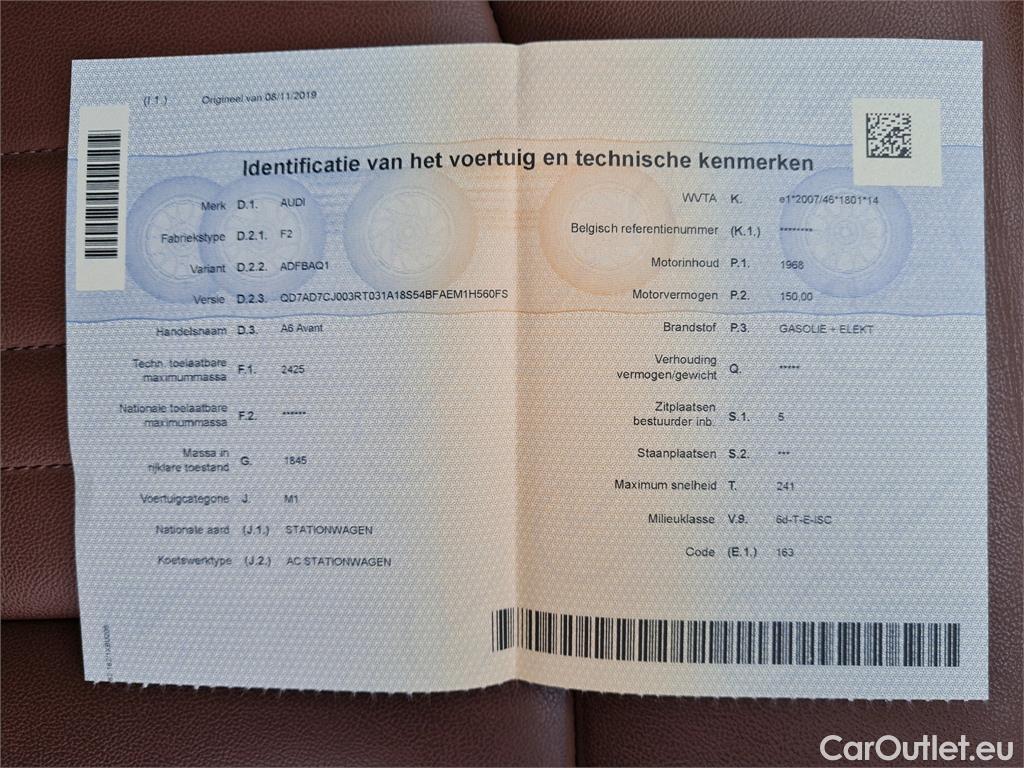 (I.1.) Origineel van 08/11/2019
Identificatie van het voertuig en technische kenmerken
Merk D.1. AUDI
Fabriekstype D.2.1. F2
Variant D.2.2. ADFBAQ1
Versie D.2.3. QD7AD7CJ003RT031A18S54BFAEM1H560FS
Handelsnaam D.3. A6 Avant
Techn. toelaatbare
maximummassa F.1. 2425
Nationale toelaatbare
maximummassa F.2. ******
Massa in
rijklare toestand G. 1845
Voertuigcategorie J. M1
Nationale aard (J.1.) STATIONWAGEN
Koetswerktype (J.2.) AC STATIONWAGEN
WVTA K. e1*2007/46*1801*14
Belgisch referentienummer (K.1.) ********
Motorinhoud P.1. 1968
Motorvermogen P.2. 150,00
Brandstof P.3. GASOLIE + ELEKT
Verhouding
vermogen/gewicht Q. *****
Zitplaatsen
bestuurder inb. S.1. 5
Staanplaatsen S.2. ***
Maximum snelheid T. 241
Milieuklasse V.9. 6d-T-E-ISC
Code (E.1.) 163
CarOutlet.eu